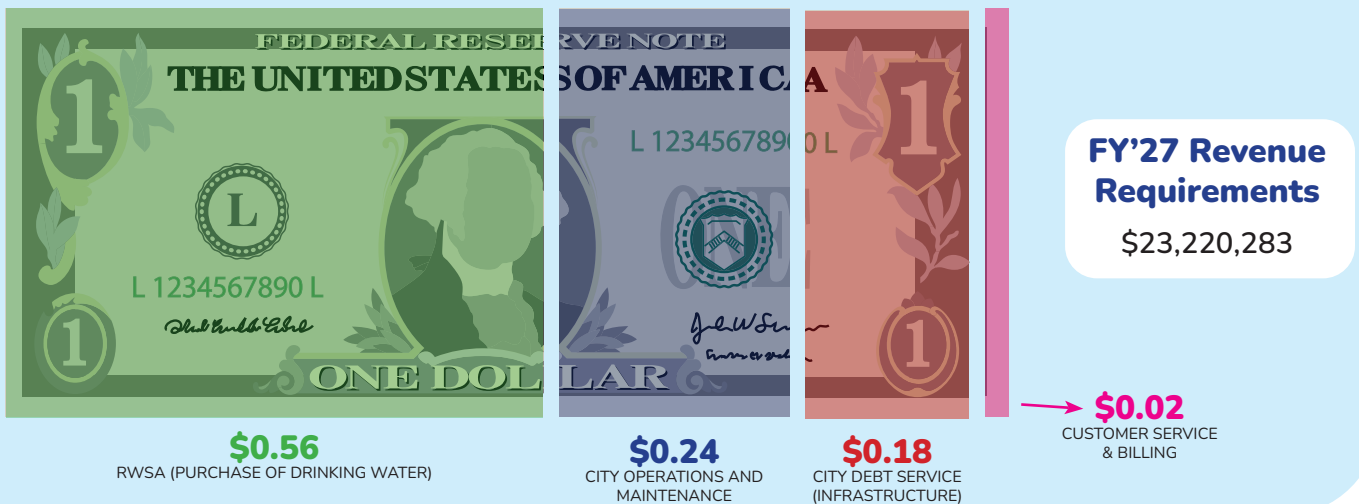 FEDERAL RESERVE NOTE
THE UNITED STATES OF AMERICA
1
1
L 1234567890 L
ONE
L
L 1234567890 L
1
1
ONE DOLLAR
FY'27 Revenue
Requirements
$23,220,283
$0.56
RWSA (PURCHASE OF DRINKING WATER)
$0.24
CITY OPERATIONS AND
MAINTENANCE
$0.18
CITY DEBT SERVICE
(INFRASTRUCTURE)
$0.02
CUSTOMER SERVICE
& BILLING